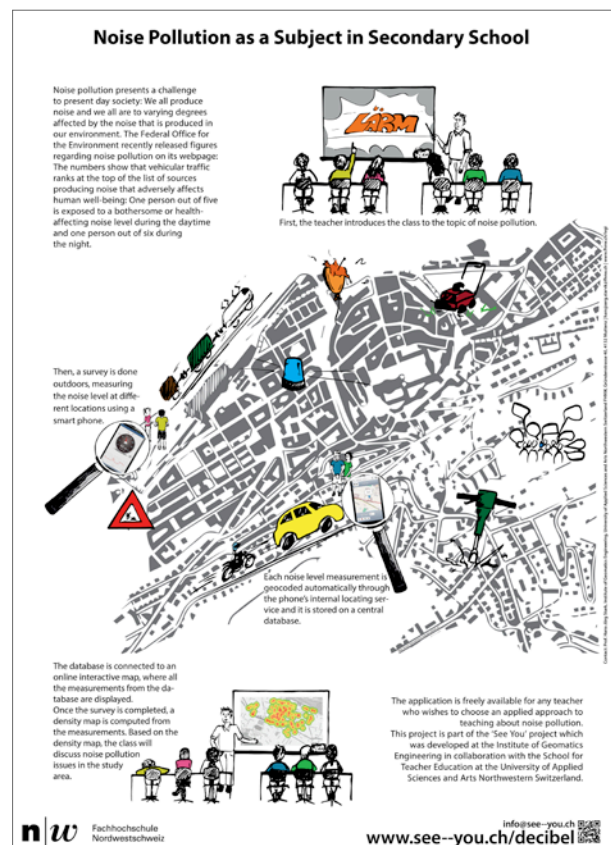 Noise Pollution as a Subject in Secondary School
Noise pollution presents a challenge
to present day society: We all produce
noise and we all are to varying degrees
affected by the noise that is produced in
our environment. The Federal Office for
the Environment recently released figures
regarding noise pollution on its webpage:
The numbers show that vehicular traffic
ranks at the top of the list of sources
producing noise that adversely affects
human well-being: One person out of five
is exposed to a bothersome or health-
affecting noise level during the daytime
and one person out of six during
the night.
LÄRM
First, the teacher introduces the class to the topic of noise pollution.
Then, a survey is done
outdoors, measuring
the noise level at dife-
rent locations using a
smart phone.
Each noise level measurement is
geocoded automatically through
the phone's internal locating ser-
vice and it is stored on a central
database.
The database is connected to an
online interactive map, where all
the measurements from the da-
tabase are displayed.
Once the survey is completed, a
density map is computed from
the measurements. Based on the
density map, the class will
discuss noise pollution
issues in the study
area.
The application is freely available for any teacher
who wishes to choose an applied approach to
teaching about noise pollution.
This project is part of the 'See You' project which
was developed at the Institute of Geomatics
Engineering in collaboration with the School for
Teacher Education at the University of Applied
Sciences and Arts Northwestern Switzerland.
n|w Fachhochschule
Nordwestschweiz
info@see--you.ch
www.see--you.ch/decibel